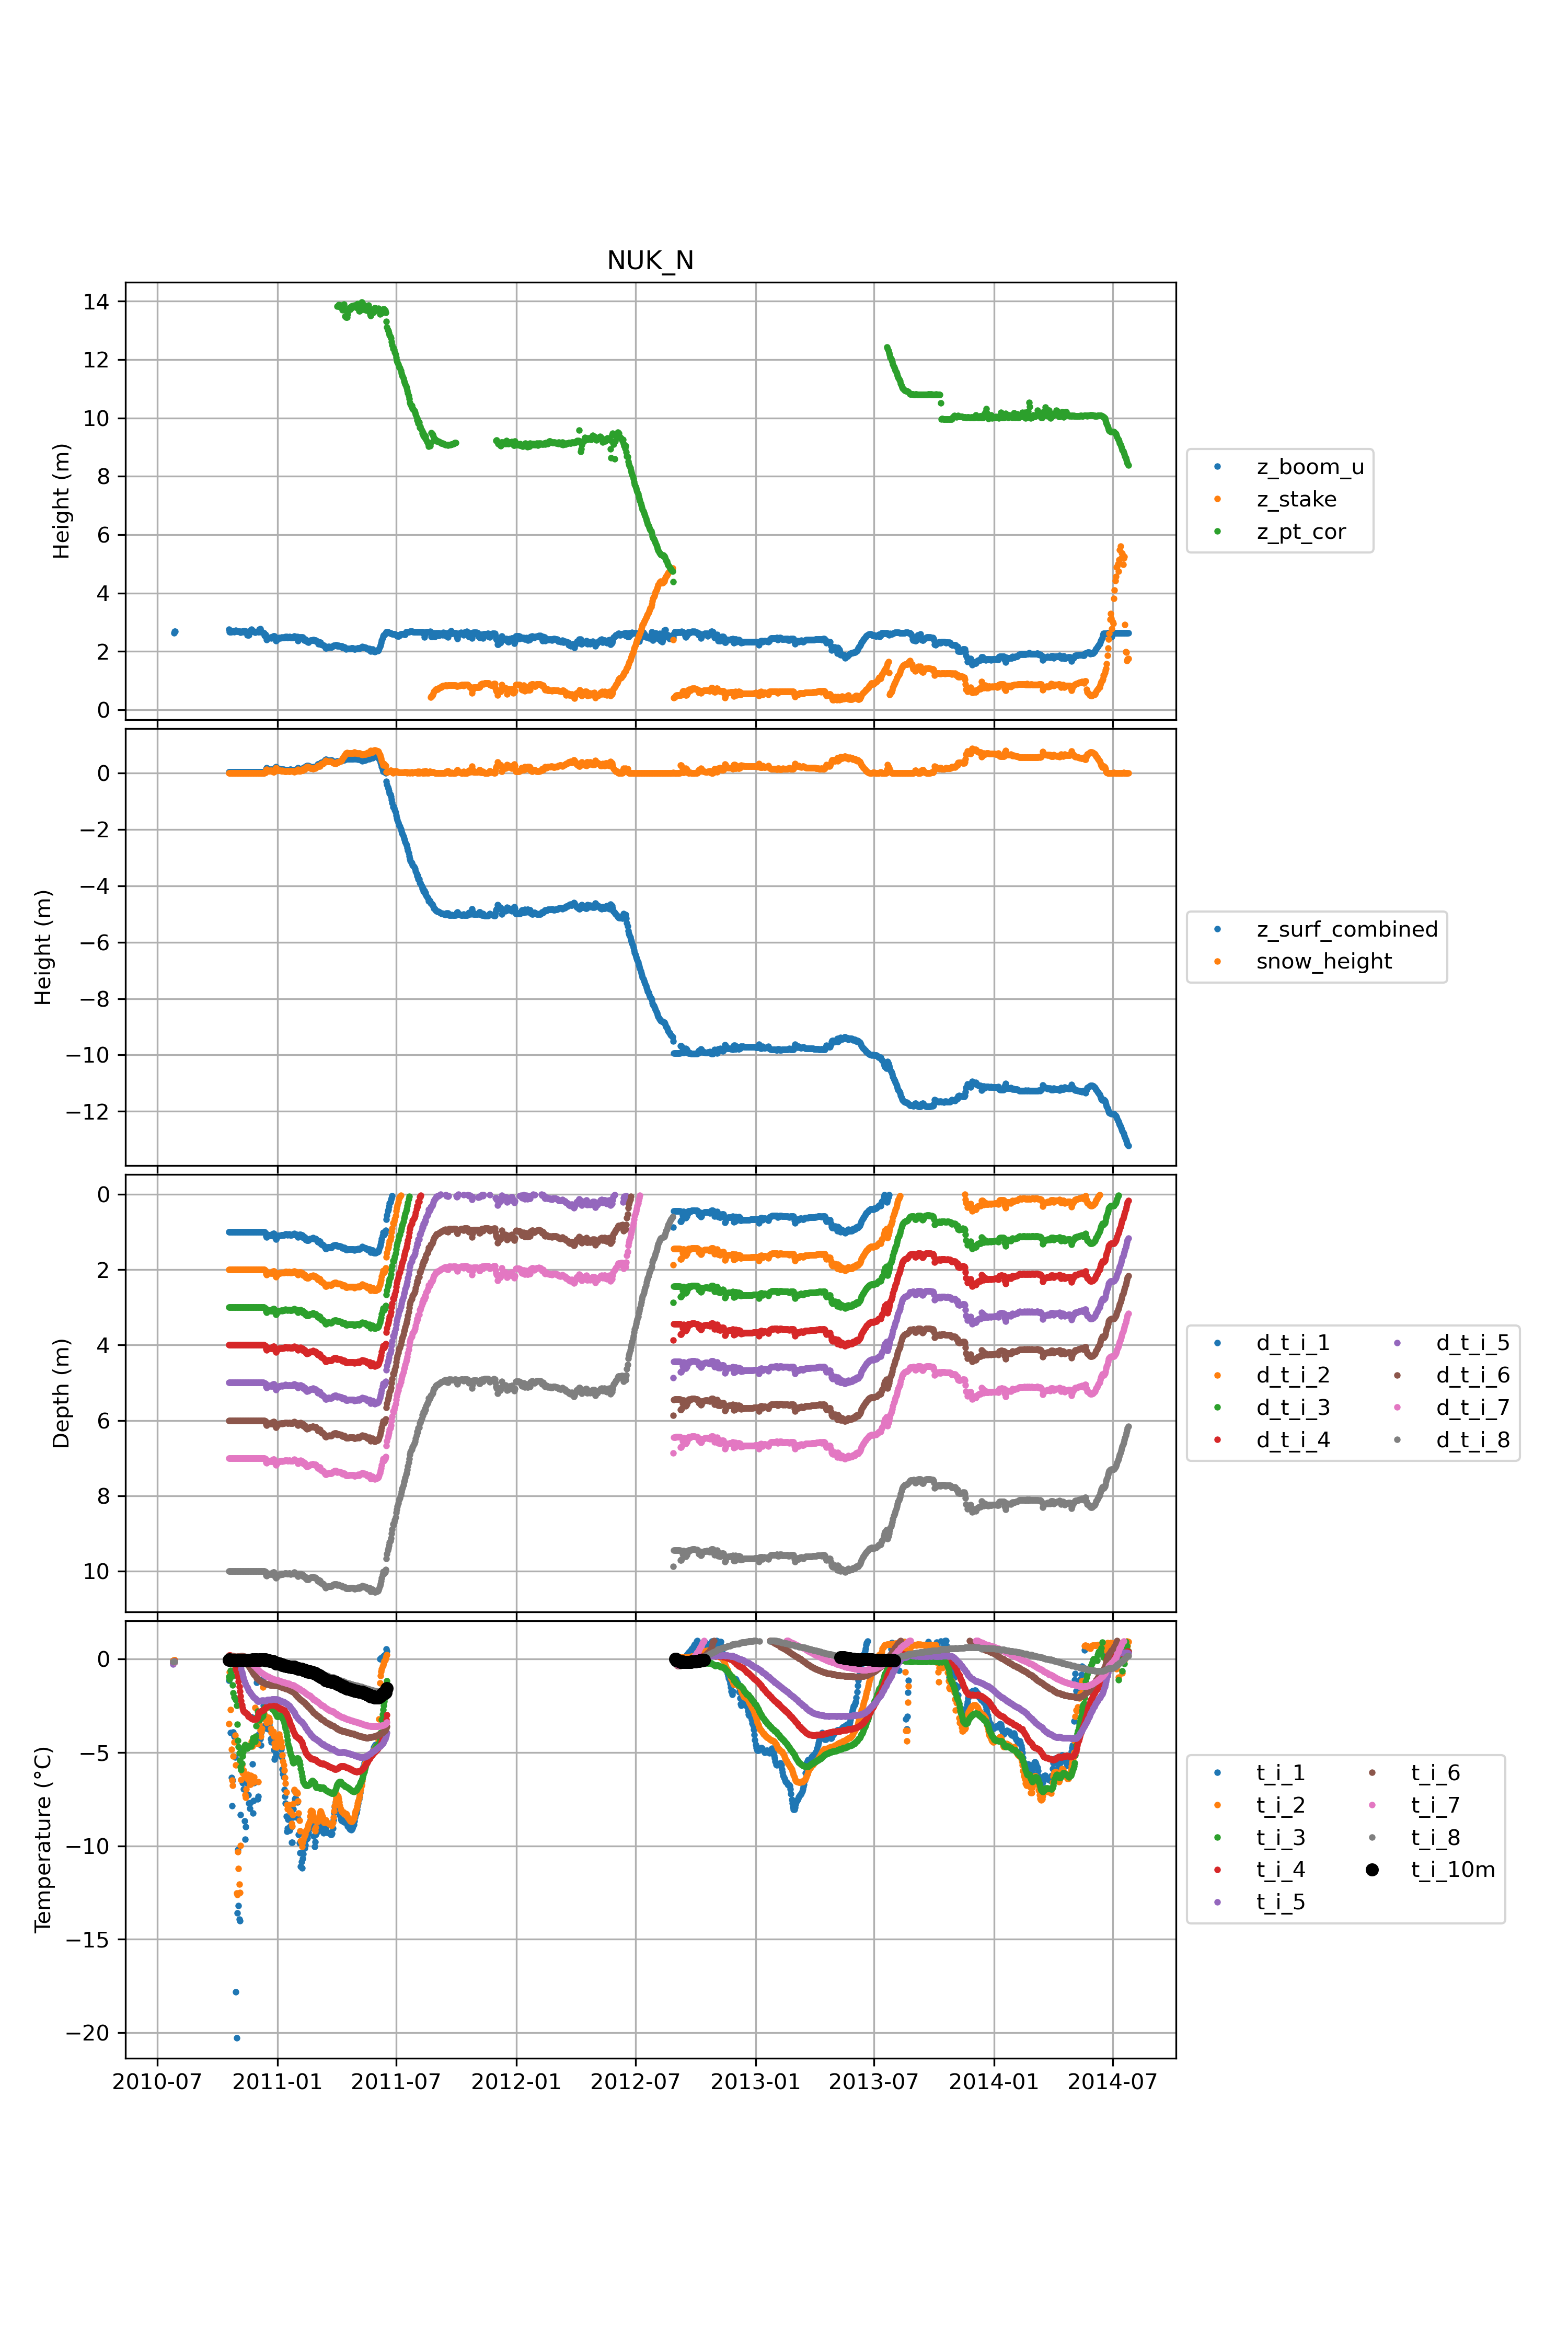 NUK_N
14
12
10
8
6
4
2
0
Height (m)
z_boom_u
z_stake
z_pt_cor
0
−2
−4
−6
−8
−10
−12
Height (m)
z_surf_combined
snow_height
0
2
4
6
8
10
Depth (m)
d_t_i_1
d_t_i_2
d_t_i_3
d_t_i_4
d_t_i_5
d_t_i_6
d_t_i_7
d_t_i_8
0
−5
−10
−15
−20
Temperature (°C)
t_i_1
t_i_2
t_i_3
t_i_4
t_i_5
t_i_6
t_i_7
t_i_8
t_i_10m
2010-07 2011-01 2011-07 2012-01 2012-07 2013-01 2013-07 2014-01 2014-07